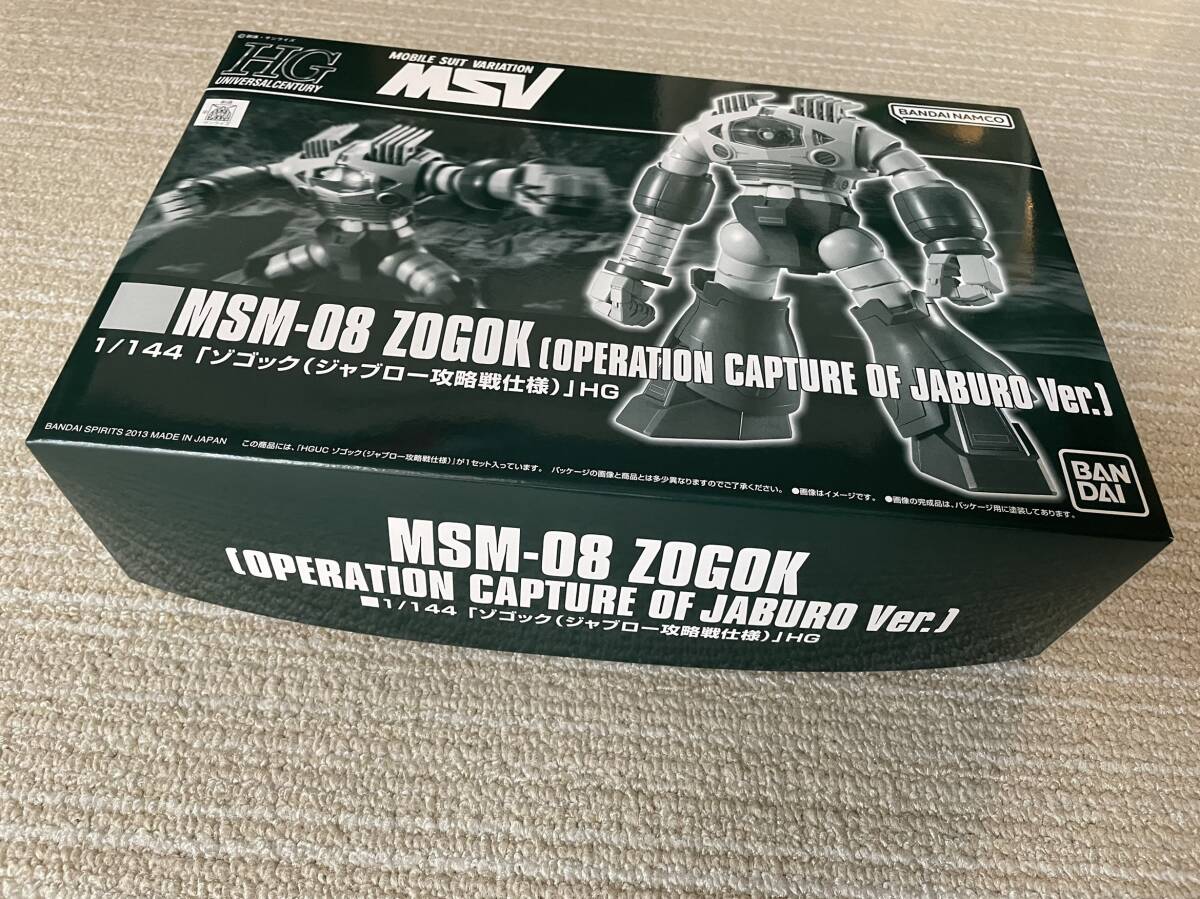 ©創通・サンライズ
HG
UNIVERSAL CENTURY
MOBILE SUIT VARIATION
MSV
BANDAI NAMCO
MSM-08 ZOGOK (OPERATION CAPTURE OF JABURO Ver.)
1/144「ゾゴック(ジャブロー攻略戦仕様)」HG
BANDAI SPIRITS 2013 MADE IN JAPAN
この商品には、「HGUC ゾゴック(ジャブロー攻略戦仕様)」が1セット入っています。 パッケージの画像と商品とは多少異なりますのでご了承ください。 ●画像はイメージです。 ●画像の完成品は、パッケージ用に塗装してあります。
BAN
DAI
MSM-08 ZOGOK
(OPERATION CAPTURE OF JABURO Ver.)
■1/144「ゾゴック(ジャブロー攻略戦仕様)」HG